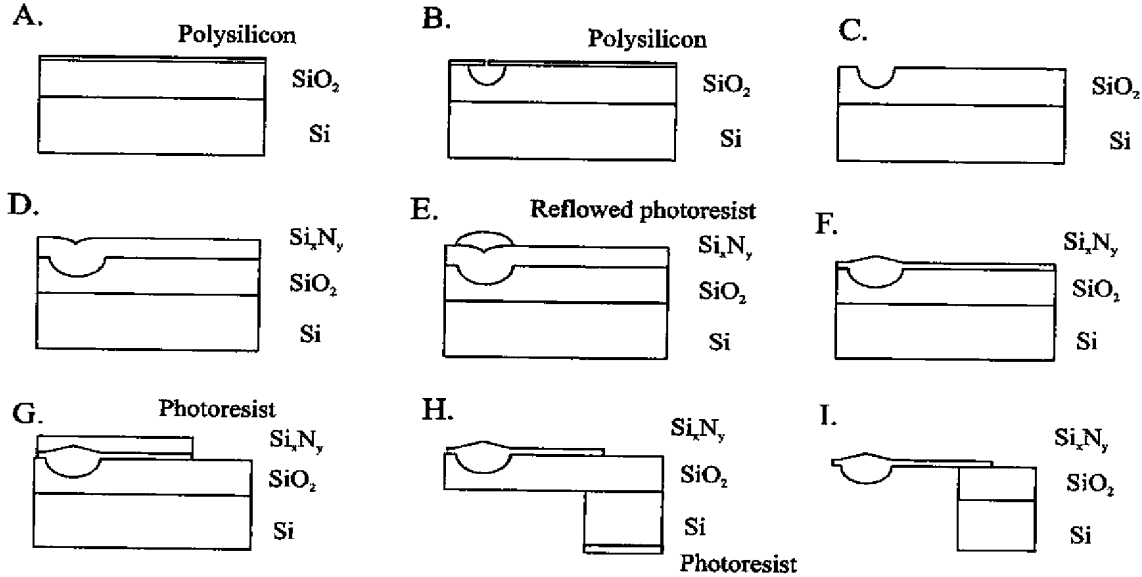 A.
Polysilicon
SiO₂
Si
B.
Polysilicon
SiO₂
Si
C.
SiO₂
Si
D.
SiₓNᵧ
SiO₂
Si
E.
Reflowed photoresist
SiₓNᵧ
SiO₂
Si
F.
SiₓNᵧ
SiO₂
Si
G.
Photoresist
SiₓNᵧ
SiO₂
Si
H.
SiₓNᵧ
SiO₂
Si
Photoresist
I.
SiₓNᵧ
SiO₂
Si